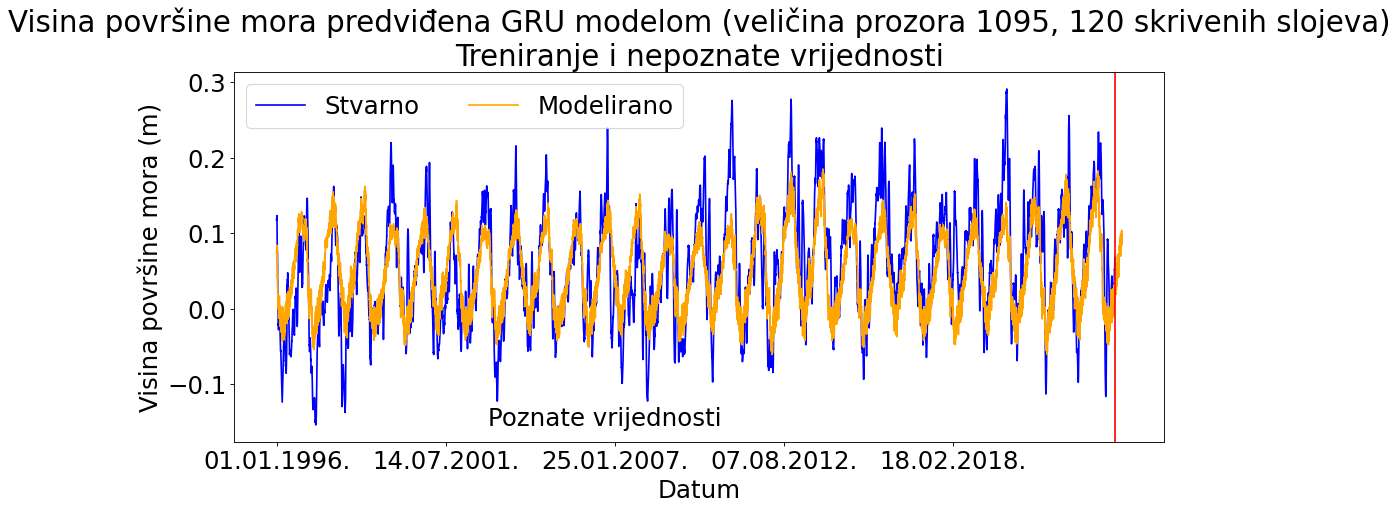 Visina površine mora predviđena GRU modelom (veličina prozora 1095, 120 skrivenih slojeva)
Treniranje i nepoznate vrijednosti
Stvarno
Modelirano
Visina površine mora (m)
0.3
0.2
0.1
0.0
−0.1
Poznate vrijednosti
01.01.1996.
14.07.2001.
25.01.2007.
07.08.2012.
18.02.2018.
Datum